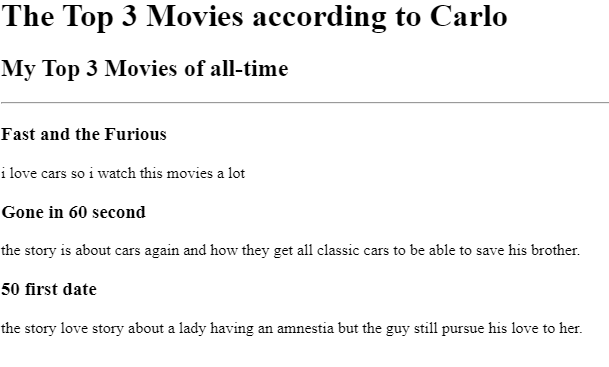 The Top 3 Movies according to Carlo
My Top 3 Movies of all-time
Fast and the Furious
i love cars so i watch this movies a lot
Gone in 60 second
the story is about cars again and how they get all classic cars to be able to save his brother.
50 first date
the story love story about a lady having an amnestia but the guy still pursue his love to her.